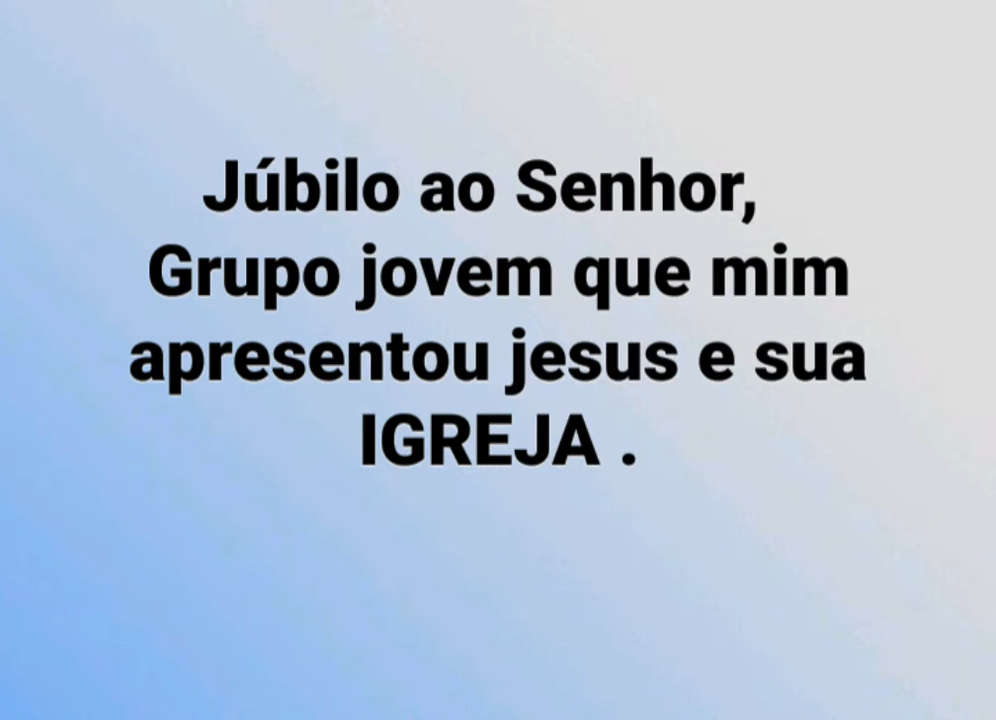 Júbilo ao Senhor,
Grupo jovem que mim
apresentou jesus e sua
IGREJA .